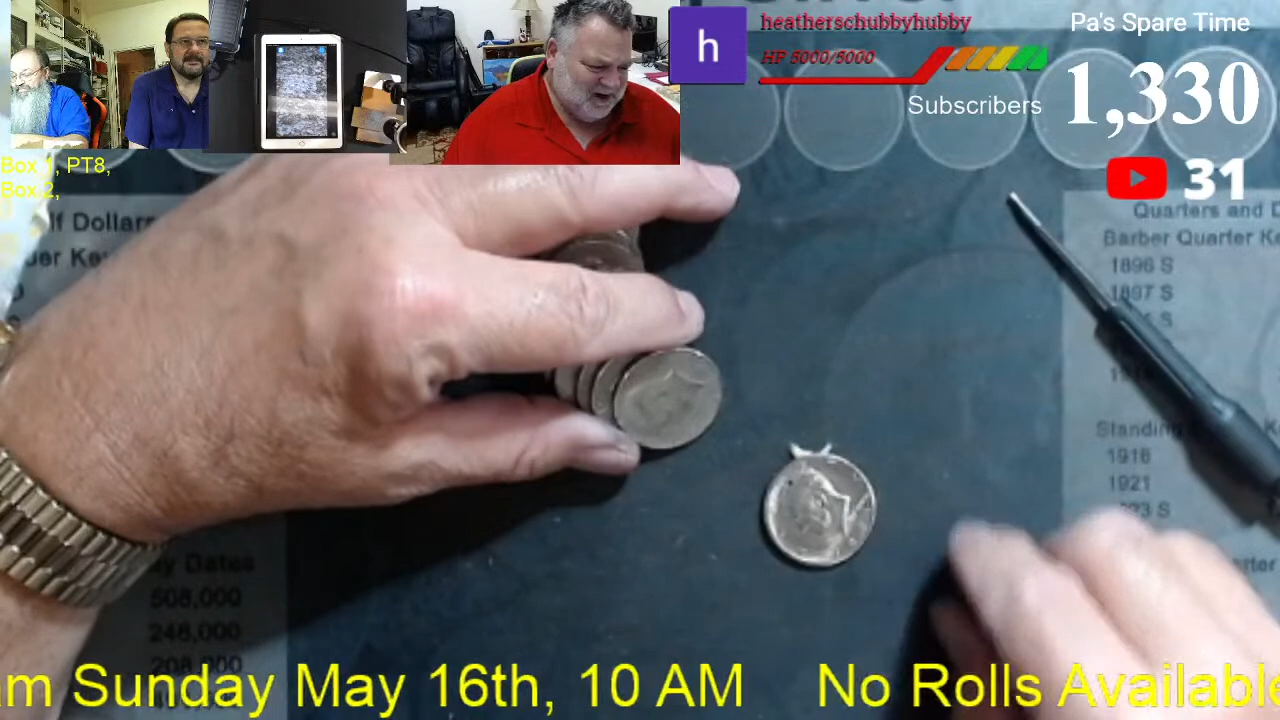 heatherschubbyhubby
HP 5000/5000
h
Pa's Spare Time
Subscribers 1,330
31
Box 1, PT8,
Box 2,
lf Dollars
Quarters and D
Barber Quarter Ke
1896 S
1897 S
Standing
1916
1921
Dates
508,000
246,000
am Sunday May 16th, 10 AM No Rolls Available